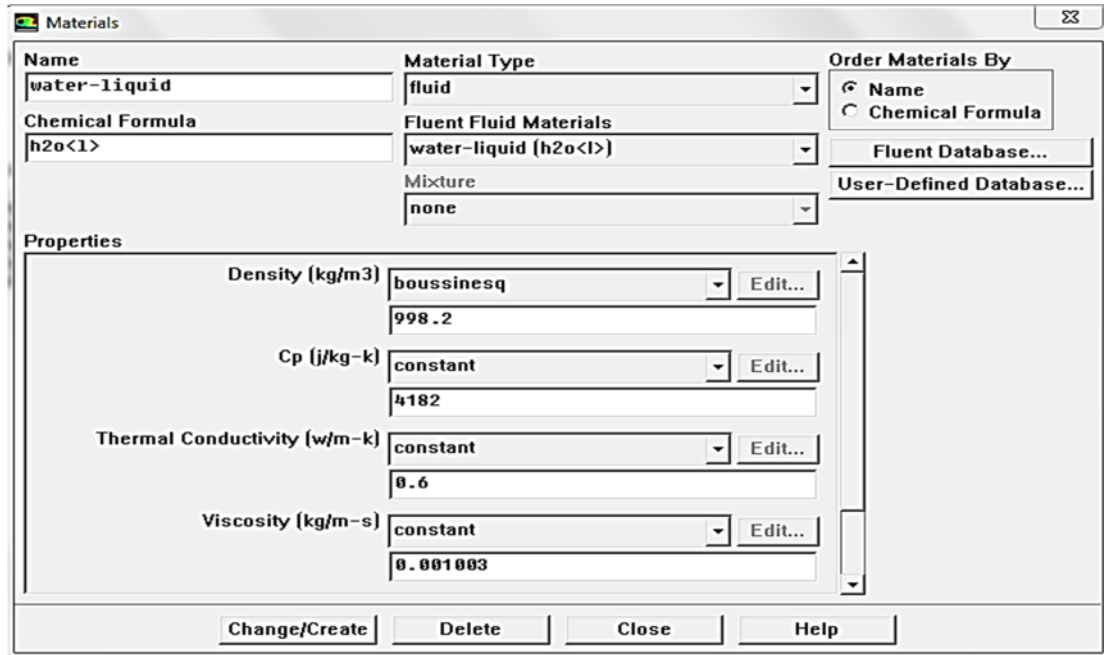 Materials
Name
water-liquid
Chemical Formula
h2o<l>
Material Type
fluid
Fluent Fluid Materials
water-liquid (h2o<l>)
Mixture
none
Order Materials By
Name
Chemical Formula
Fluent Database...
User-Defined Database...
Properties
Density (kg/m3) boussinesq Edit...
998.2
Cp (j/kg-k) constant Edit...
4182
Thermal Conductivity (w/m-k) constant Edit...
0.6
Viscosity (kg/m-s) constant Edit...
0.001003
Change/Create Delete Close Help